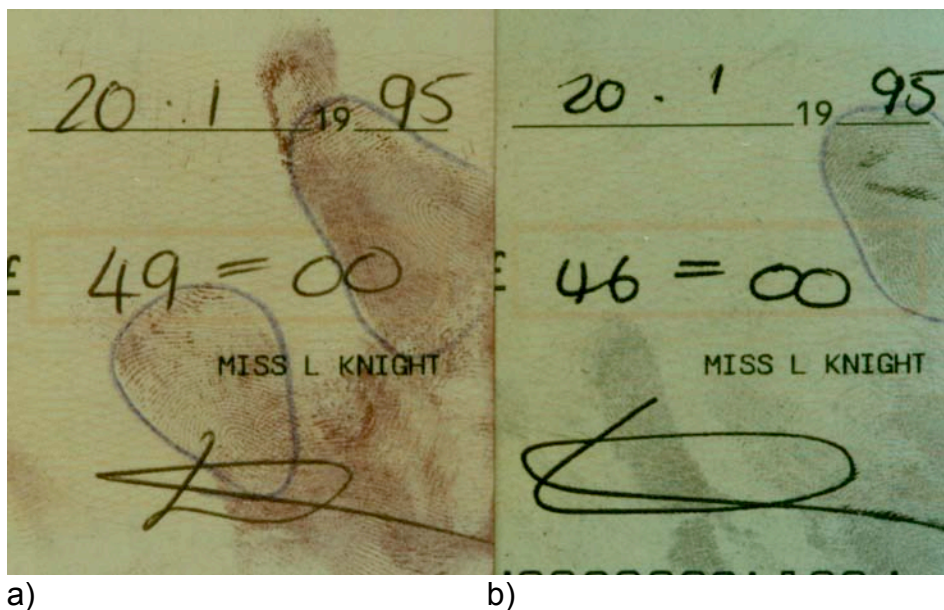 20 . 1 19 95
£ 49 = 00
MISS L KNIGHT
20 . 1 19 95
£ 46 = 00
MISS L KNIGHT
a)
b)